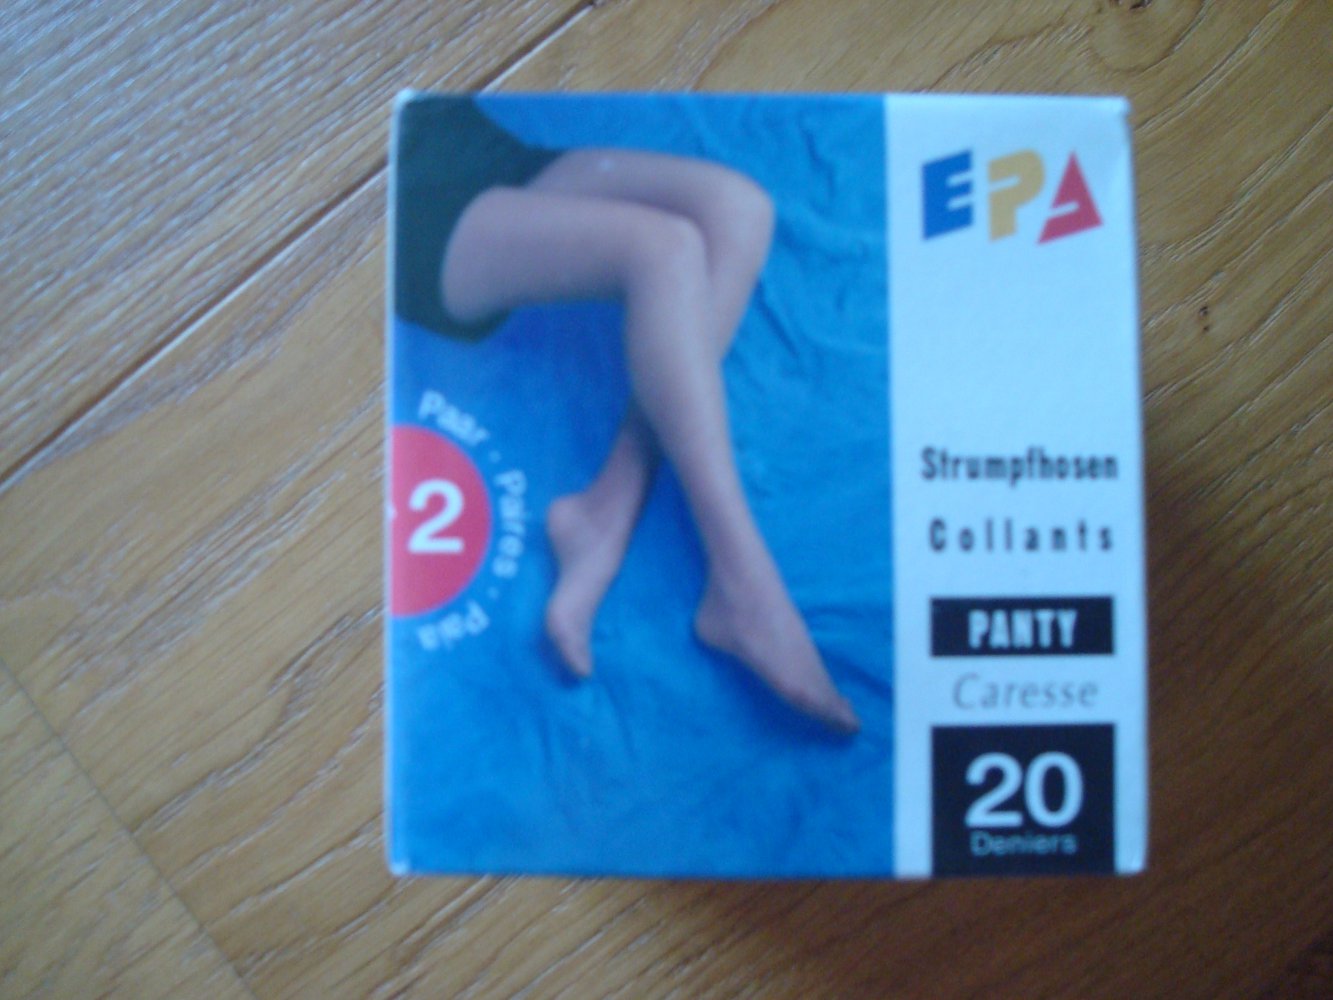 EPA
Paar · Paires · Paia
2
Strumpfhosen
Collants
PANTY
Caresse
20
Deniers